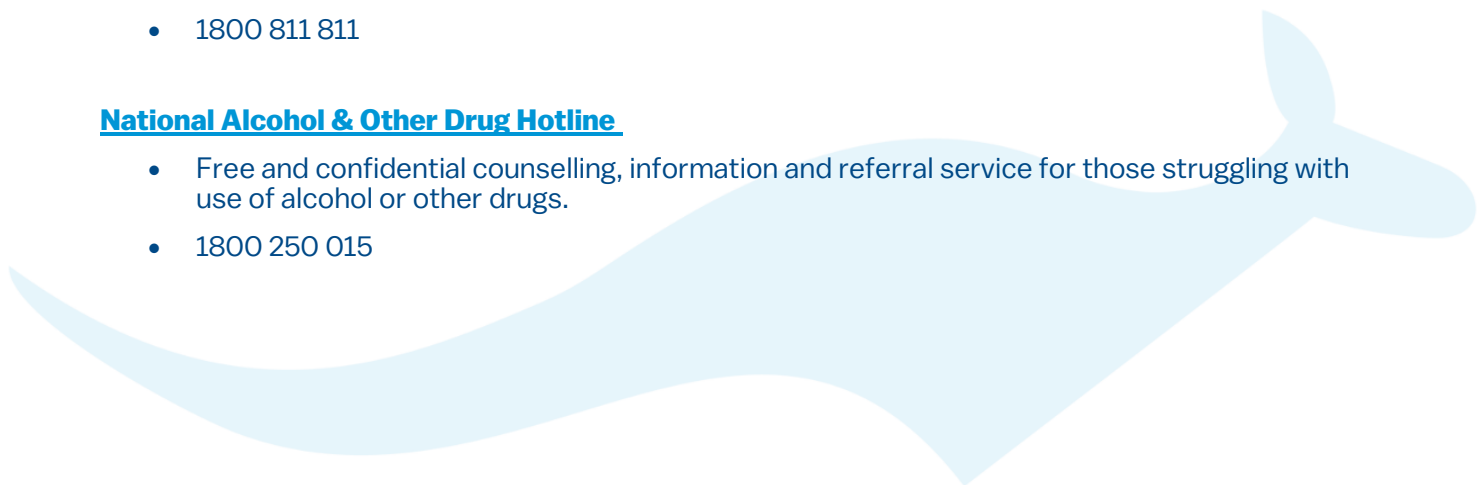 • 1800 811 811
National Alcohol & Other Drug Hotline
• Free and confidential counselling, information and referral service for those struggling with
use of alcohol or other drugs.
• 1800 250 015